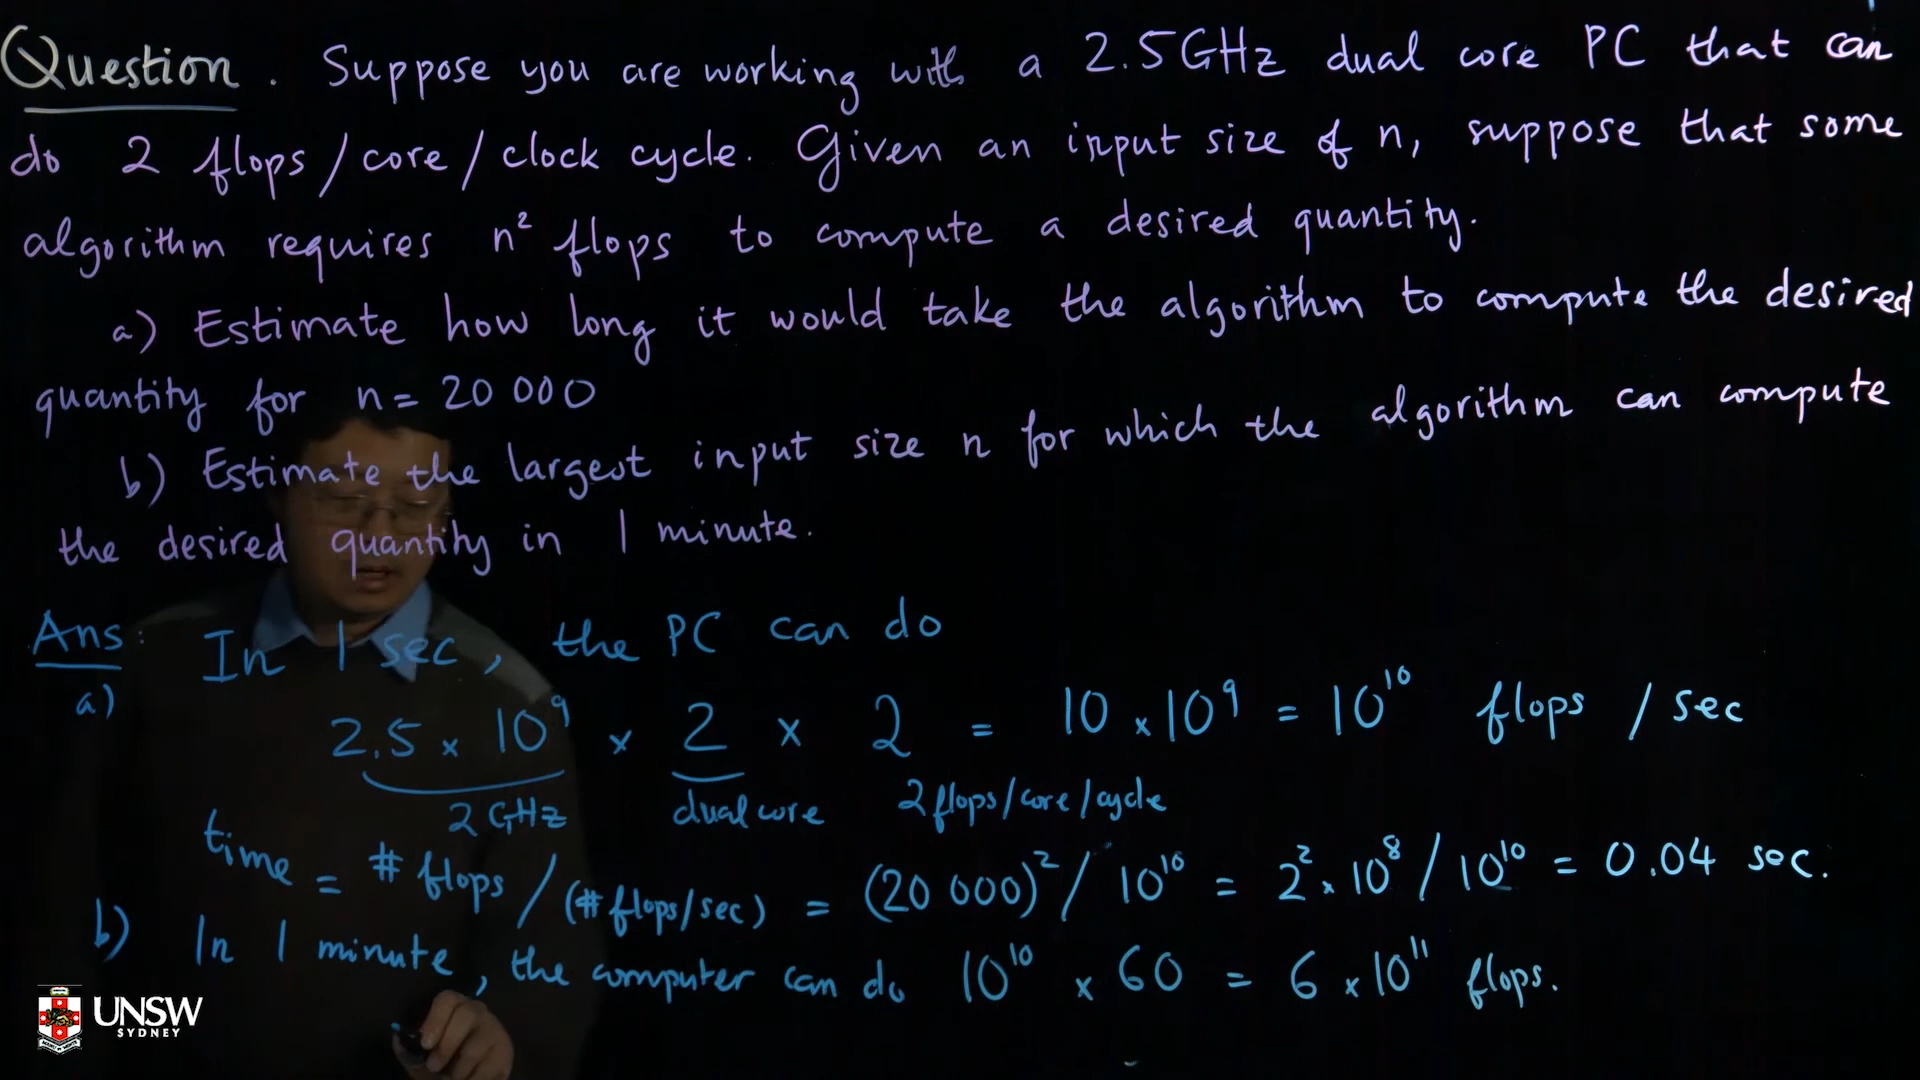 Question. Suppose you are working with a 2.5GHz dual core PC that can
do 2 flops/core/clock cycle. Given an input size of n, suppose that some
algorithm requires n² flops to compute a desired quantity.
a) Estimate how long it would take the algorithm to compute the desired
quantity for n = 20 000
b) Estimate the largest input size n for which the algorithm can compute
the desired quantity in 1 minute.
Ans: In 1 sec, the PC can do
a)
2.5 × 10⁹ × 2 × 2 = 10 × 10⁹ = 10¹⁰ flops / sec
2 GHz dual core 2 flops/core/cycle
time = # flops / (# flops/sec) = (20 000)² / 10¹⁰ = 2² × 10⁸ / 10¹⁰ = 0.04 sec.
b) In 1 minute, the computer can do 10¹⁰ × 60 = 6 × 10¹¹ flops.
UNSW
SYDNEY